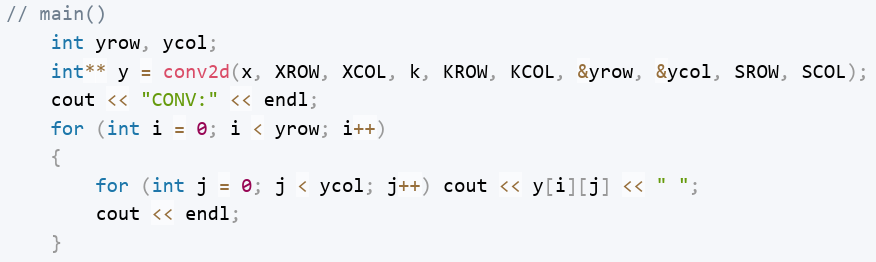 // main()
    int yrow, ycol;
    int** y = conv2d(x, XROW, XCOL, k, KROW, KCOL, &yrow, &ycol, SROW, SCOL);
    cout << "CONV:" << endl;
    for (int i = 0; i < yrow; i++)
    {
        for (int j = 0; j < ycol; j++) cout << y[i][j] << " ";
        cout << endl;
    }